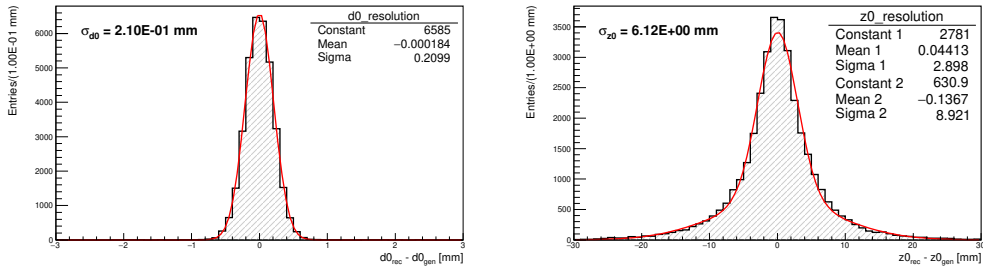 d0_resolution
Constant 6585
Mean −0.000184
Sigma 0.2099
σd0 = 2.10E-01 mm
Entries/(1.00E-01 mm)
6000
5000
4000
3000
2000
1000
0
−3 −2 −1 0 1 2 3
d0rec - d0gen [mm]
z0_resolution
Constant 1 2781
Mean 1 0.04413
Sigma 1 2.898
Constant 2 630.9
Mean 2 −0.1367
Sigma 2 8.921
σz0 = 6.12E+00 mm
Entries/(1.00E+00 mm)
3500
3000
2500
2000
1500
1000
500
0
−30 −20 −10 0 10 20 30
z0rec - z0gen [mm]